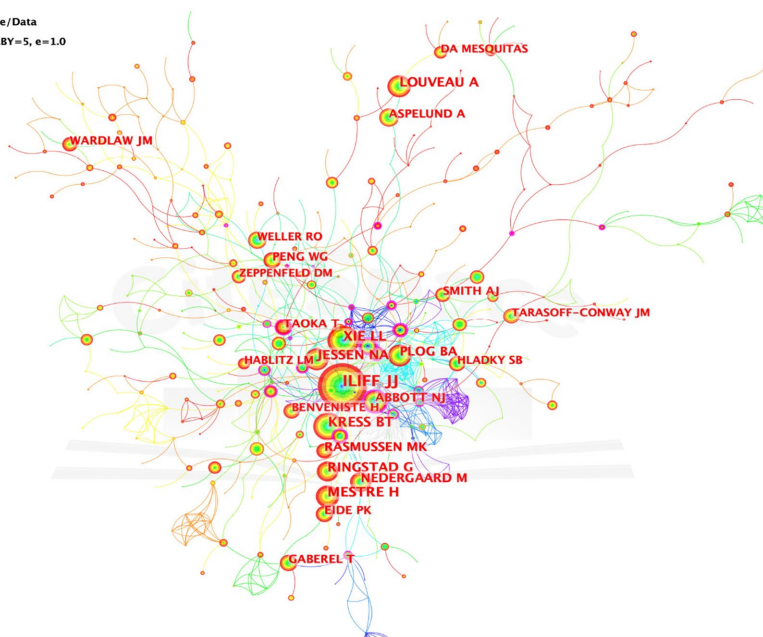 e/Data
BY=5, e=1.0
DA MESQUITAS
LOUVEAU A
ASPELUND A
WARDLAW JM
WELLER RO
PENG WG
ZEPPENFELD DM
SMITH AJ
TARASOFF-CONWAY JM
TAOKA T
XIE LL
JESSEN NA
PLOG BA
HABLITZ LM
HLADKY SB
ILIFF JJ
ABBOTT NJ
BENVENISTE H
KRESS BT
RASMUSSEN MK
RINGSTAD G
NEDERGAARD M
MESTRE H
EIDE PK
GABEREL T